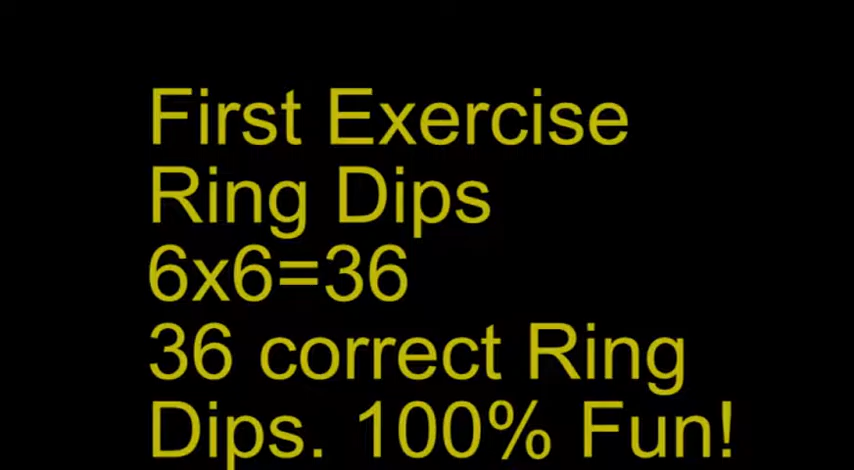 First Exercise
Ring Dips
6x6=36
36 correct Ring
Dips. 100% Fun!